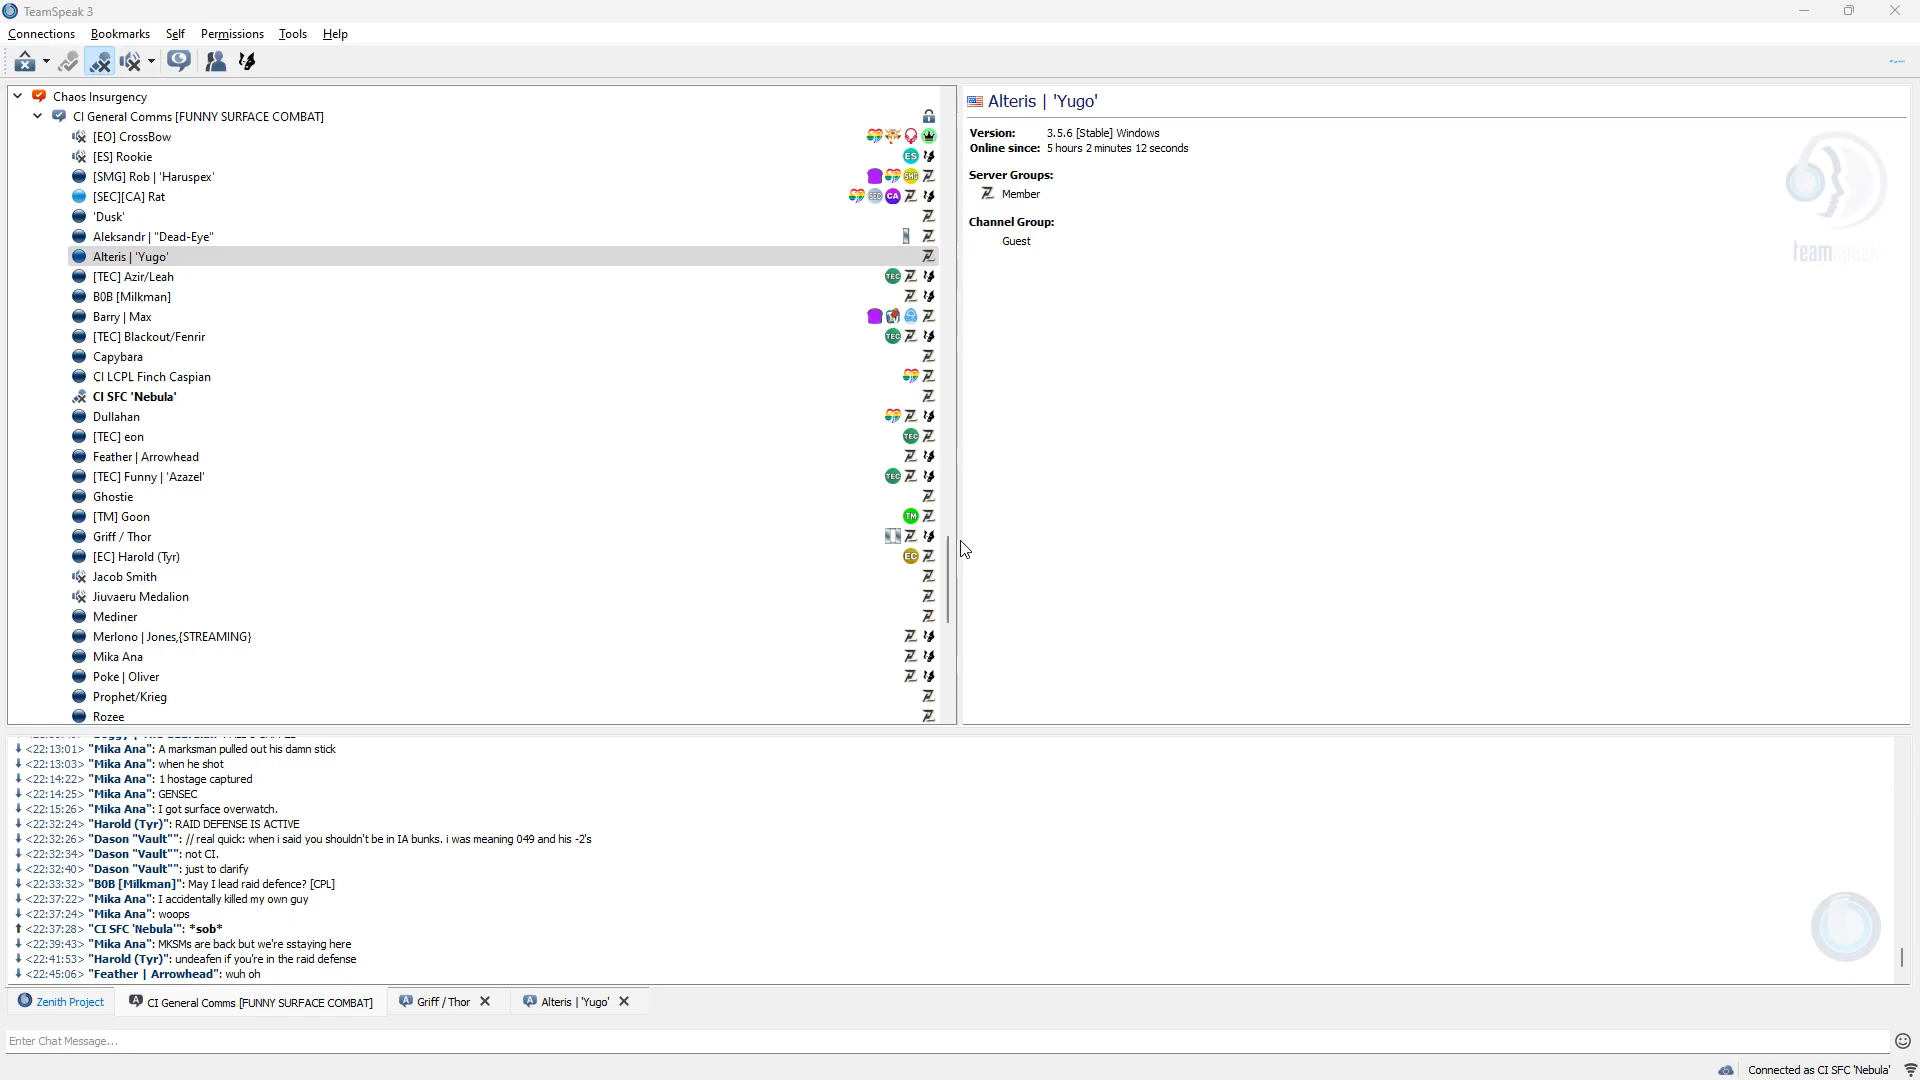 TeamSpeak 3
Connections Bookmarks Self Permissions Tools Help
Chaos Insurgency
CI General Comms [FUNNY SURFACE COMBAT]
[EO] CrossBow
[ES] Rookie ES
[SMG] Rob | 'Haruspex' SMG
[SEC][CA] Rat SEC CA
'Dusk'
Aleksandr | "Dead-Eye"
Alteris | 'Yugo'
[TEC] Azir/Leah TEC
B0B [Milkman]
Barry | Max
[TEC] Blackout/Fenrir TEC
Capybara
CI LCPL Finch Caspian
CI SFC 'Nebula'
Dullahan
[TEC] eon TEC
Feather | Arrowhead
[TEC] Funny | 'Azazel' TEC
Ghostie
[TM] Goon TM
Griff / Thor
[EC] Harold (Tyr) EC
Jacob Smith
Jiuvaeru Medalion
Mediner
Merlono | Jones,{STREAMING}
Mika Ana
Poke | Oliver
Prophet/Krieg
Rozee
Alteris | 'Yugo'
Version: 3.5.6 [Stable] Windows
Online since: 5 hours 2 minutes 12 seconds
Server Groups:
Member
Channel Group:
Guest
teamspeak
<22:13:01> "Mika Ana": A marksman pulled out his damn stick
<22:13:03> "Mika Ana": when he shot
<22:14:22> "Mika Ana": 1 hostage captured
<22:14:25> "Mika Ana": GENSEC
<22:15:26> "Mika Ana": I got surface overwatch.
<22:32:24> "Harold (Tyr)": RAID DEFENSE IS ACTIVE
<22:32:26> "Dason "Vault"": // real quick: when i said you shouldn't be in IA bunks. i was meaning 049 and his -2's
<22:32:34> "Dason "Vault"": not CI.
<22:32:40> "Dason "Vault"": just to clarify
<22:33:32> "B0B [Milkman]": May I lead raid defence? [CPL]
<22:37:22> "Mika Ana": I accidentally killed my own guy
<22:37:24> "Mika Ana": woops
<22:37:28> "CI SFC 'Nebula'": *sob*
<22:39:43> "Mika Ana": MKSMs are back but we're sstaying here
<22:41:53> "Harold (Tyr)": undeafen if you're in the raid defense
<22:45:06> "Feather | Arrowhead": wuh oh
Zenith Project CI General Comms [FUNNY SURFACE COMBAT] Griff / Thor Alteris | 'Yugo'
Enter Chat Message...
Connected as CI SFC 'Nebula'